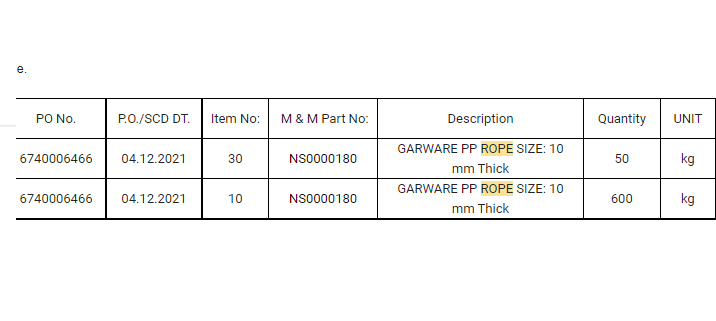 e.
PO No. P.O./SCD DT. Item No: M & M Part No: Description Quantity UNIT
6740006466 04.12.2021 30 NS0000180 GARWARE PP ROPE SIZE: 10 mm Thick 50 kg
6740006466 04.12.2021 10 NS0000180 GARWARE PP ROPE SIZE: 10 mm Thick 600 kg